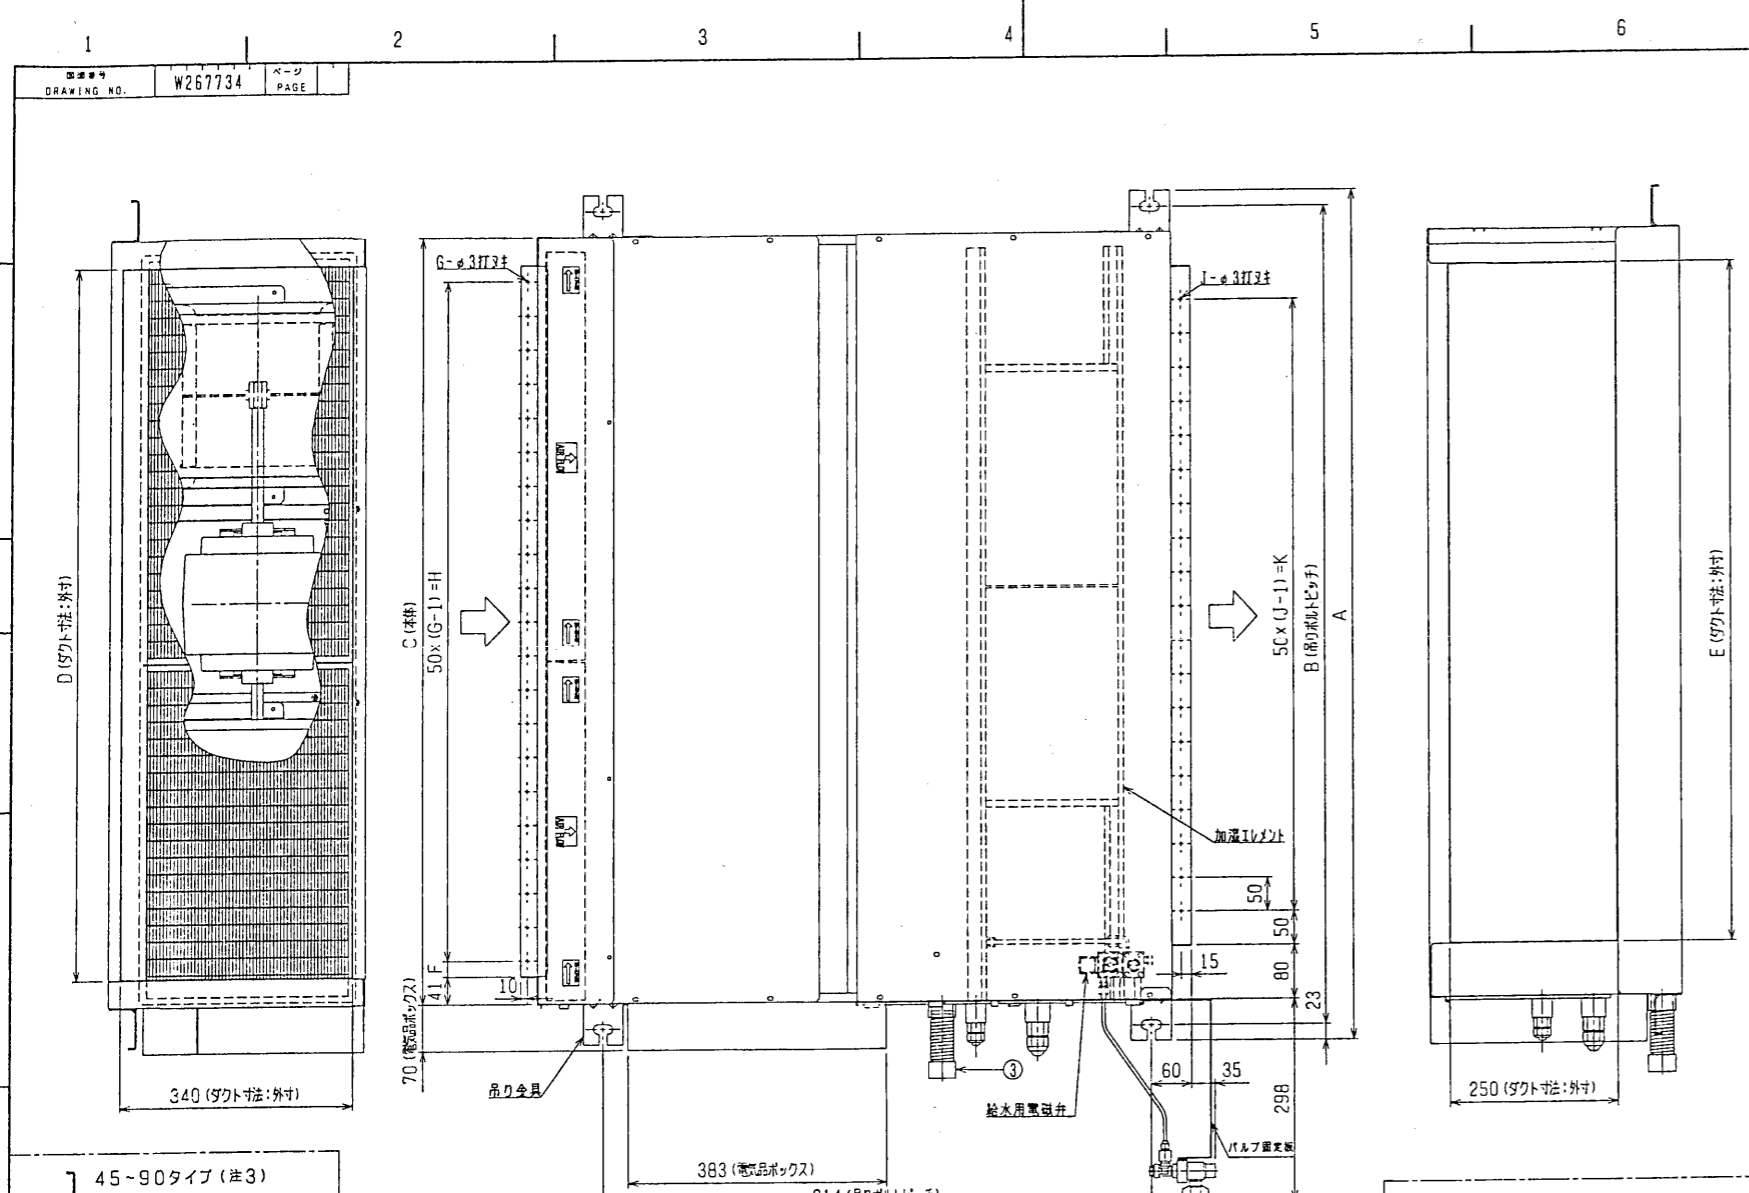 1
2
3
4
5
6
図面番号
DRAWING NO.
W267734
ページ
PAGE
G-φ3打ヌキ
J-φ3打ヌキ
AIR FLOW
AIR FLOW
D(ダクト寸法:外寸)
C(本体)
50×(G-1)=H
50×(J-1)=K
B(吊りボルトピッチ)
A
E(ダクト寸法:外寸)
加湿エレメント
50
50
80
15
23
10
41
F
70(電気品ボックス)
吊り金具
③
給水用電磁弁
60
35
298
バルブ固定板
340(ダクト寸法:外寸)
250(ダクト寸法:外寸)
383(電気品ボックス)
45~90タイプ(注3)